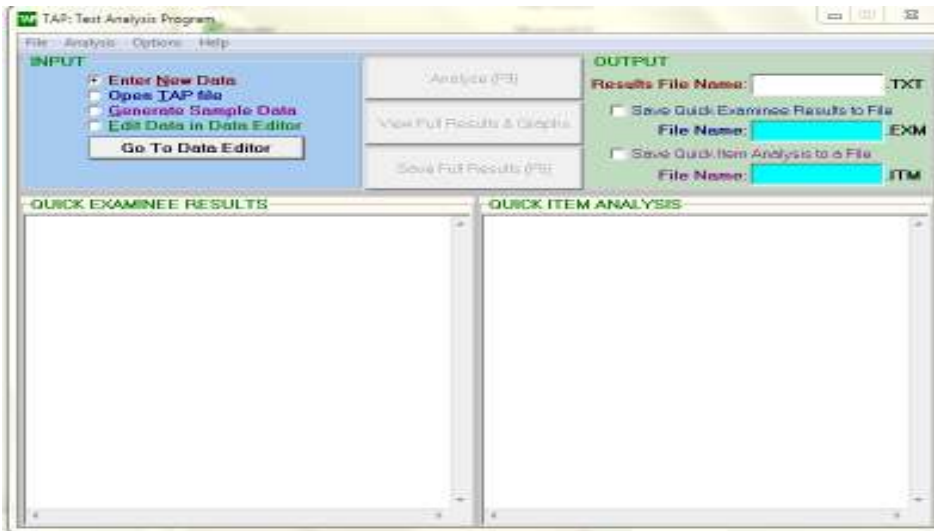 TAP: Test Analysis Program
File Analysis Options Help
INPUT
Enter New Data
Open TAP file
Generate Sample Data
Edit Data in Data Editor
Go To Data Editor
Analyze (F9)
View Full Results & Graphs
Save Full Results
OUTPUT
Results File Name: .TXT
Save Quick Examinee Results to File
File Name: .EXM
Save Quick Item Analysis to a File
File Name: .ITM
QUICK EXAMINEE RESULTS
QUICK ITEM ANALYSIS